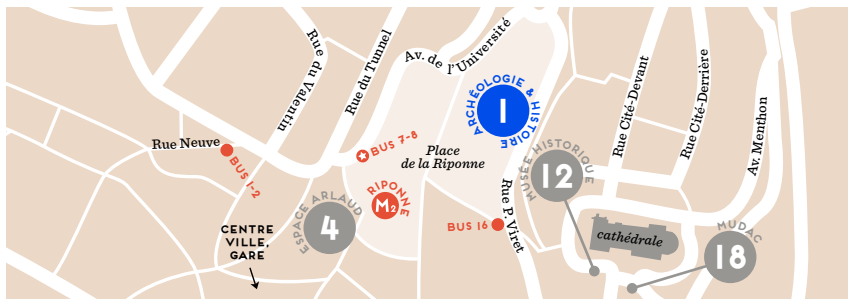 Rue du Valentin
Rue du Tunnel
Av. de l'Université
ARCHÉOLOGIE & HISTOIRE
1
Rue Cité-Devant
Rue Cité-Derrière
Av. Menthon
Rue Neuve
BUS 1-2
BUS 7-8
Place
de la Riponne
MUSÉE HISTORIQUE
12
RIPONNE
M2
ESPACE ARLAUD
4
BUS 16
Rue P. Viret
CENTRE
VILLE,
GARE
cathédrale
MUDAC
18